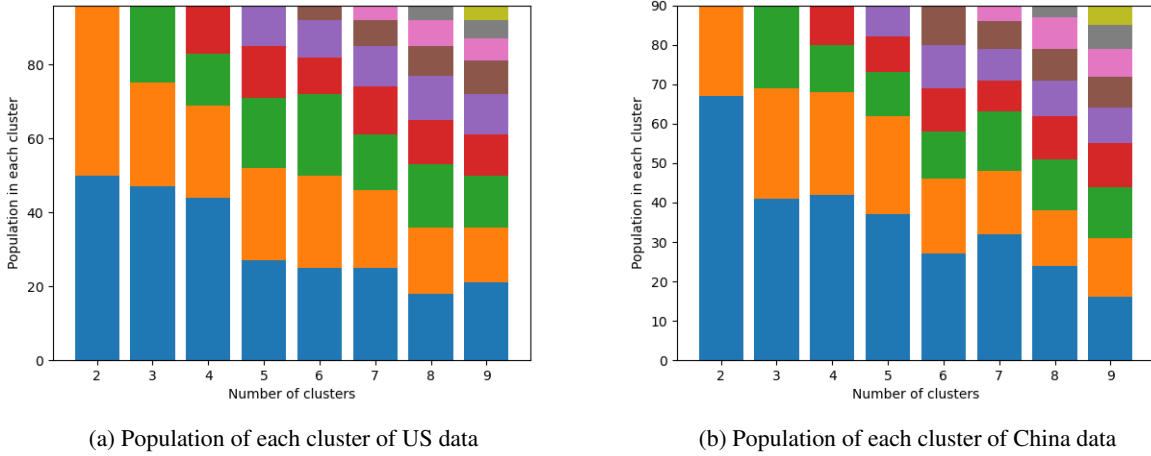 80
60
40
20
0
Population in each cluster
2 3 4 5 6 7 8 9
Number of clusters
(a) Population of each cluster of US data
90
80
70
60
50
40
30
20
10
0
Population in each cluster
2 3 4 5 6 7 8 9
Number of clusters
(b) Population of each cluster of China data